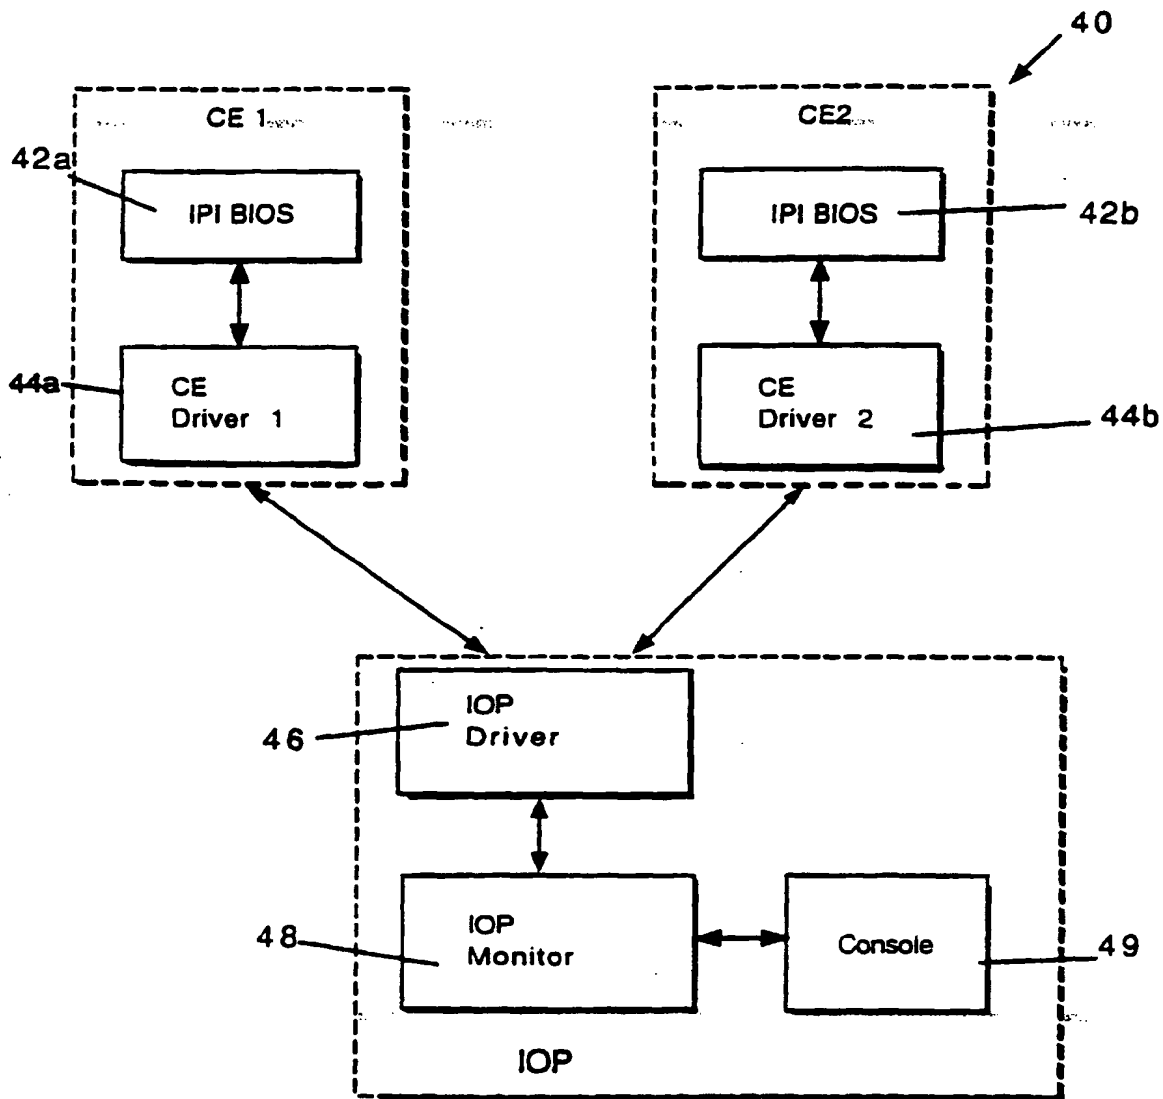 40
CE 1
CE2
42a
IPI BIOS
IPI BIOS
42b
44a
CE
Driver 1
CE
Driver 2
44b
46
IOP
Driver
48
IOP
Monitor
Console
49
IOP